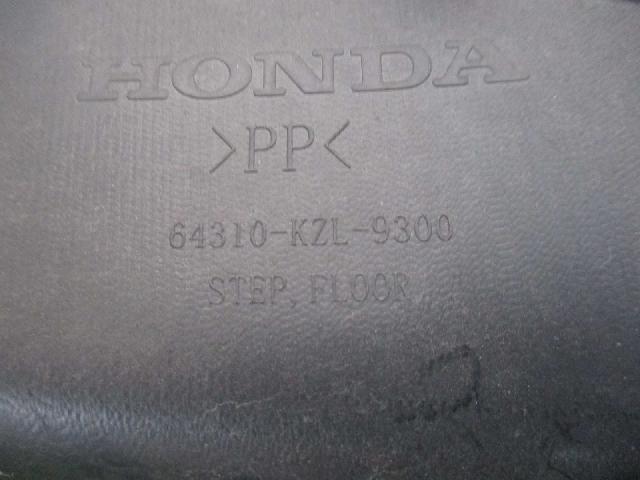 HONDA
>PP<
64310-KZL-9300
STEP, FLOOR